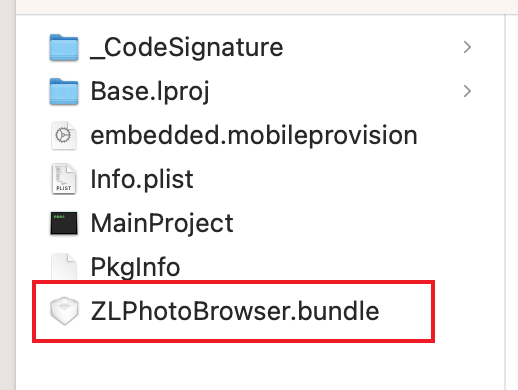 _CodeSignature
Base.lproj
embedded.mobileprovision
Info.plist
MainProject
PkgInfo
ZLPhotoBrowser.bundle